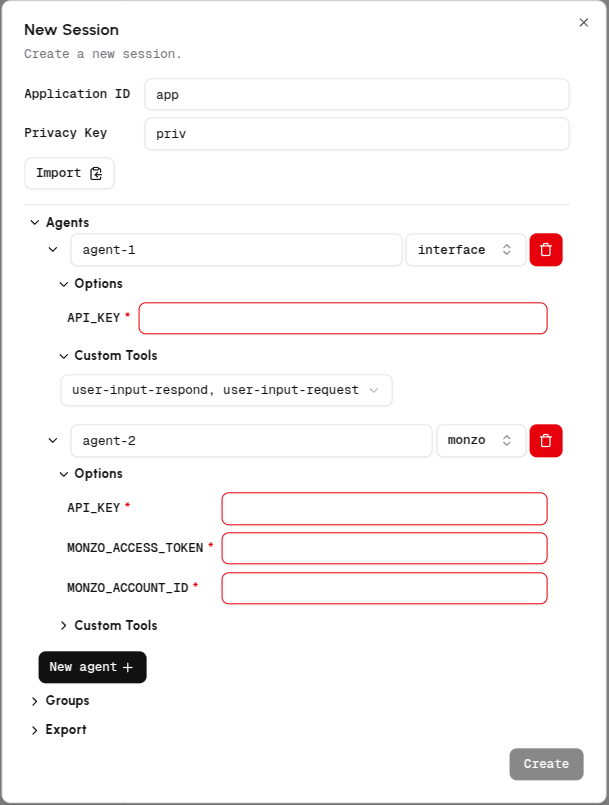 New Session
Create a new session.
Application ID app
Privacy Key priv
Import
Agents
agent-1 interface
Options
API_KEY *
Custom Tools
user-input-respond, user-input-request
agent-2 monzo
Options
API_KEY *
MONZO_ACCESS_TOKEN *
MONZO_ACCOUNT_ID *
Custom Tools
New agent +
Groups
Export
Create